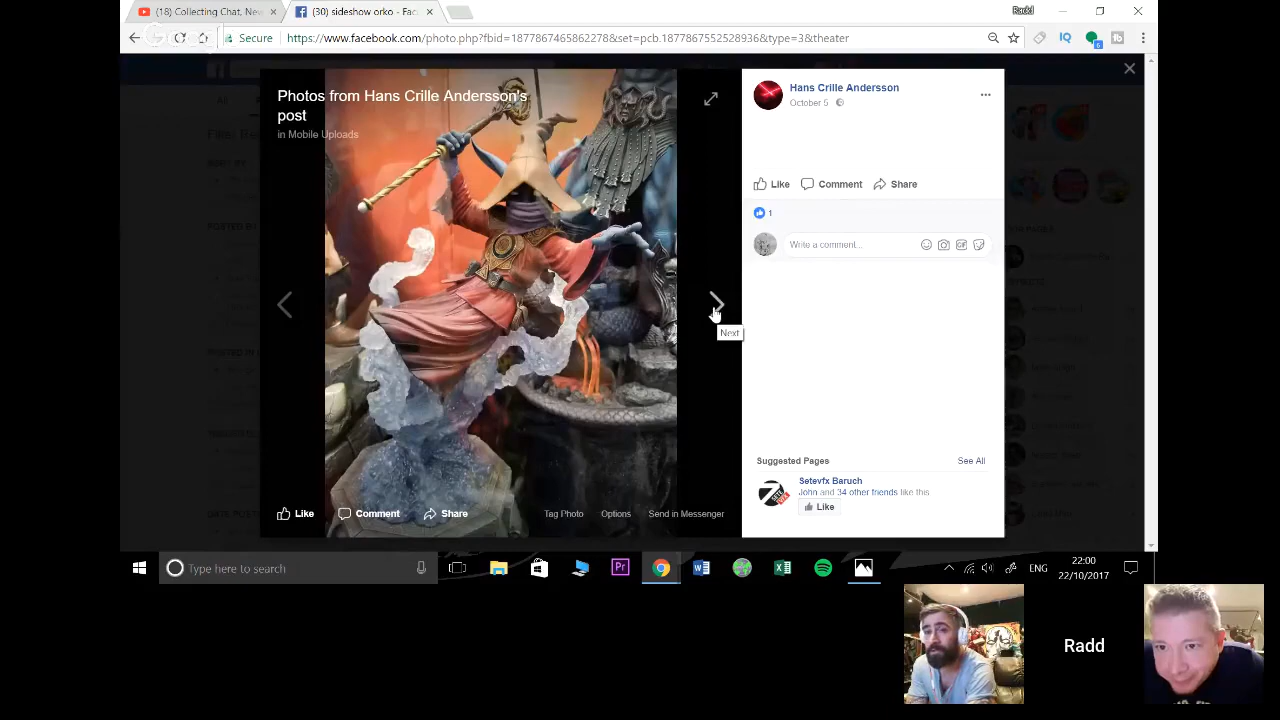 (18) Collecting Chat, New
(30) sideshow orko - Fac
Radd
Secure
https://www.facebook.com/photo.php?fbid=1877867465862278&set=pcb.1877867552528936&type=3&theater
6
Photos from Hans Crille Andersson's
post
in Mobile Uploads
Hans Crille Andersson
October 5
Like
Comment
Share
1
Write a comment...
GIF
Next
Suggested Pages
See All
Setevfx Baruch
John and 34 other friends like this
Like
Like
Comment
Share
Tag Photo
Options
Send in Messenger
Type here to search
Pr
ENG
22:00
22/10/2017
Radd